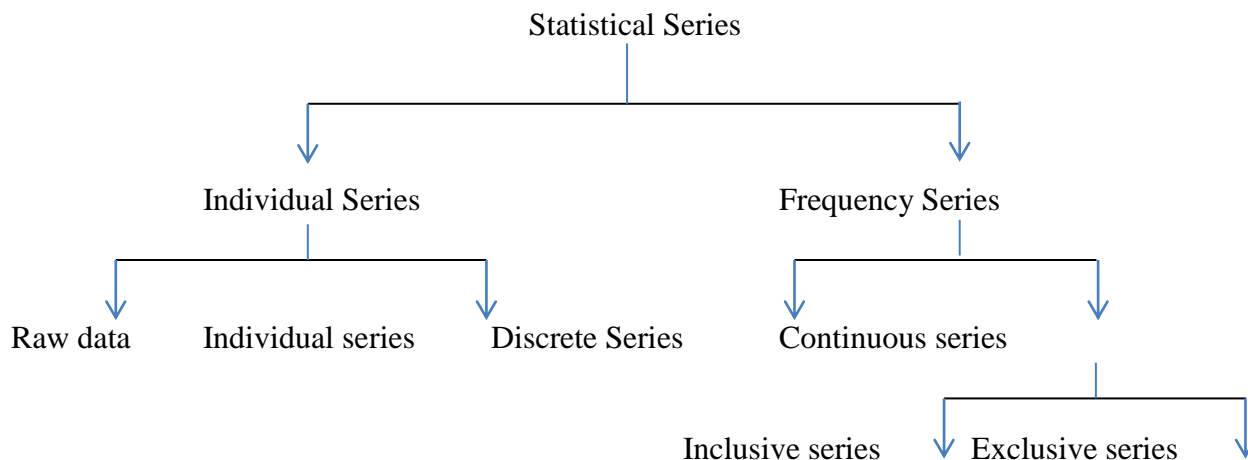 Statistical Series
Individual Series Frequency Series
Raw data Individual series Discrete Series Continuous series
Inclusive series Exclusive series